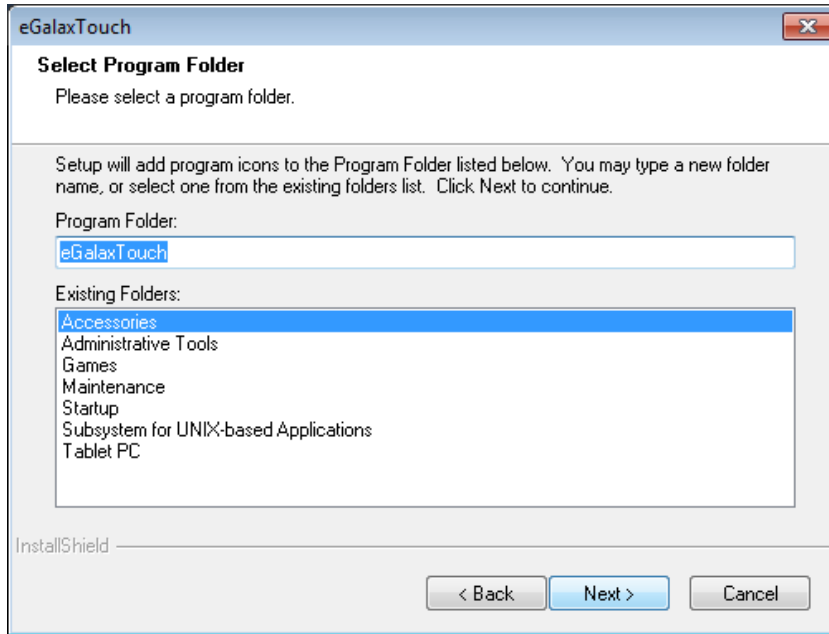 eGalaxTouch
Select Program Folder
Please select a program folder.
Setup will add program icons to the Program Folder listed below.  You may type a new folder
name, or select one from the existing folders list.  Click Next to continue.
Program Folder:
eGalaxTouch
Existing Folders:
Accessories
Administrative Tools
Games
Maintenance
Startup
Subsystem for UNIX-based Applications
Tablet PC
InstallShield
< Back
Next >
Cancel